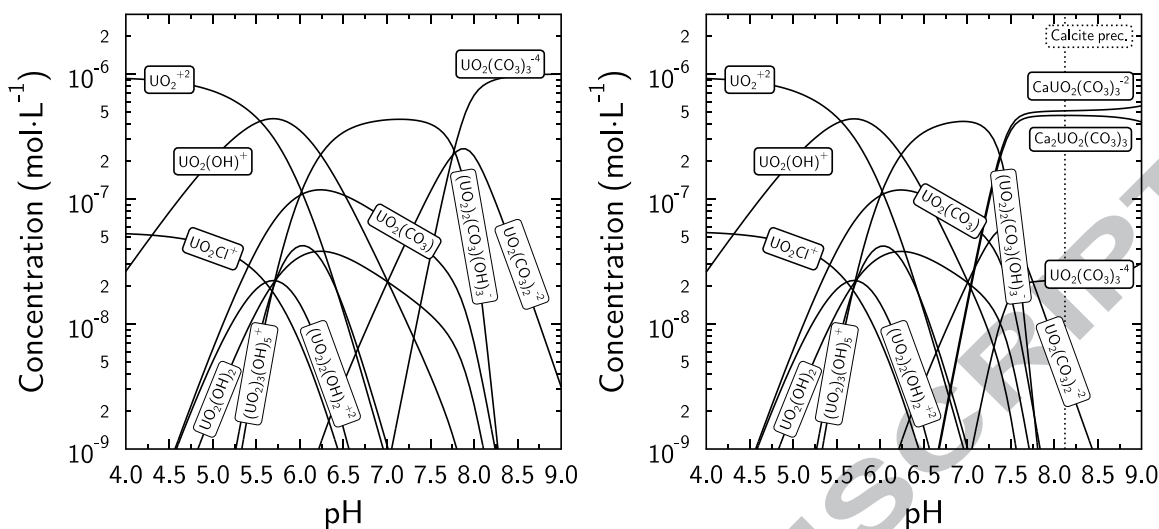 Concentration (mol·L⁻¹)
2
10⁻⁶
5
2
10⁻⁷
5
2
10⁻⁸
5
2
10⁻⁹
4.0 4.5 5.0 5.5 6.0 6.5 7.0 7.5 8.0 8.5 9.0
pH
UO₂⁺²
UO₂(CO₃)₃⁻⁴
UO₂(OH)⁺
UO₂Cl⁺
UO₂(CO₃)
(UO₂)₂(CO₃)(OH)₃⁻
UO₂(CO₃)₂⁻²
UO₂(OH)₂
(UO₂)₃(OH)₅⁺
(UO₂)₂(OH)₂⁺²
Concentration (mol·L⁻¹)
2
10⁻⁶
5
2
10⁻⁷
5
2
10⁻⁸
5
2
10⁻⁹
4.0 4.5 5.0 5.5 6.0 6.5 7.0 7.5 8.0 8.5 9.0
pH
Calcite prec.
UO₂⁺²
CaUO₂(CO₃)₃⁻²
Ca₂UO₂(CO₃)₃
UO₂(OH)⁺
UO₂Cl⁺
UO₂(CO₃)
(UO₂)₂(CO₃)(OH)₃⁻
UO₂(CO₃)₃⁻⁴
UO₂(CO₃)₂⁻²
UO₂(OH)₂
(UO₂)₃(OH)₅⁺
(UO₂)₂(OH)₂⁺²
SCRIPT